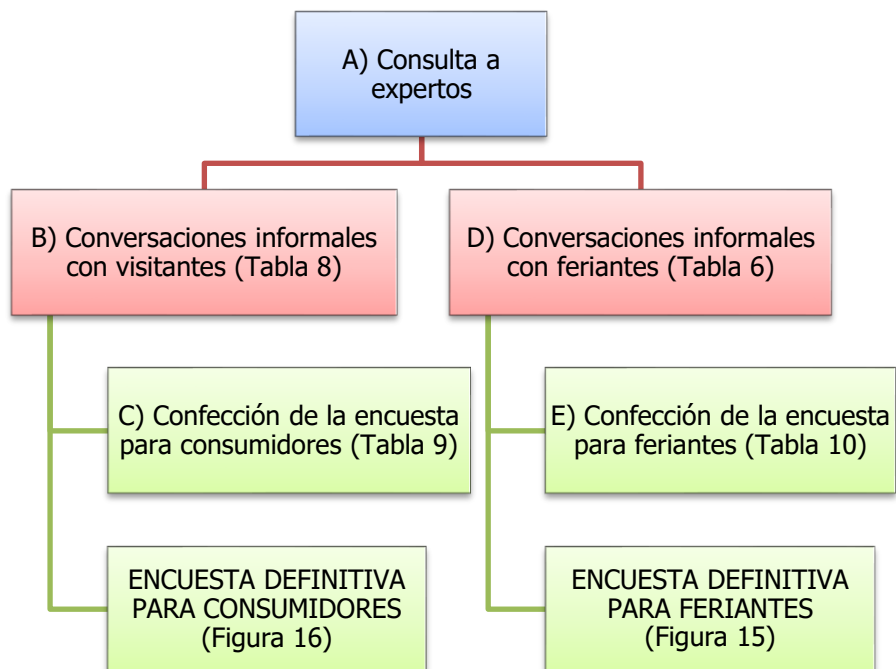 A) Consulta a
expertos
B) Conversaciones informales
con visitantes (Tabla 8)
D) Conversaciones informales
con feriantes (Tabla 6)
C) Confección de la encuesta
para consumidores (Tabla 9)
E) Confección de la encuesta
para feriantes (Tabla 10)
ENCUESTA DEFINITIVA
PARA CONSUMIDORES
(Figura 16)
ENCUESTA DEFINITIVA
PARA FERIANTES
(Figura 15)